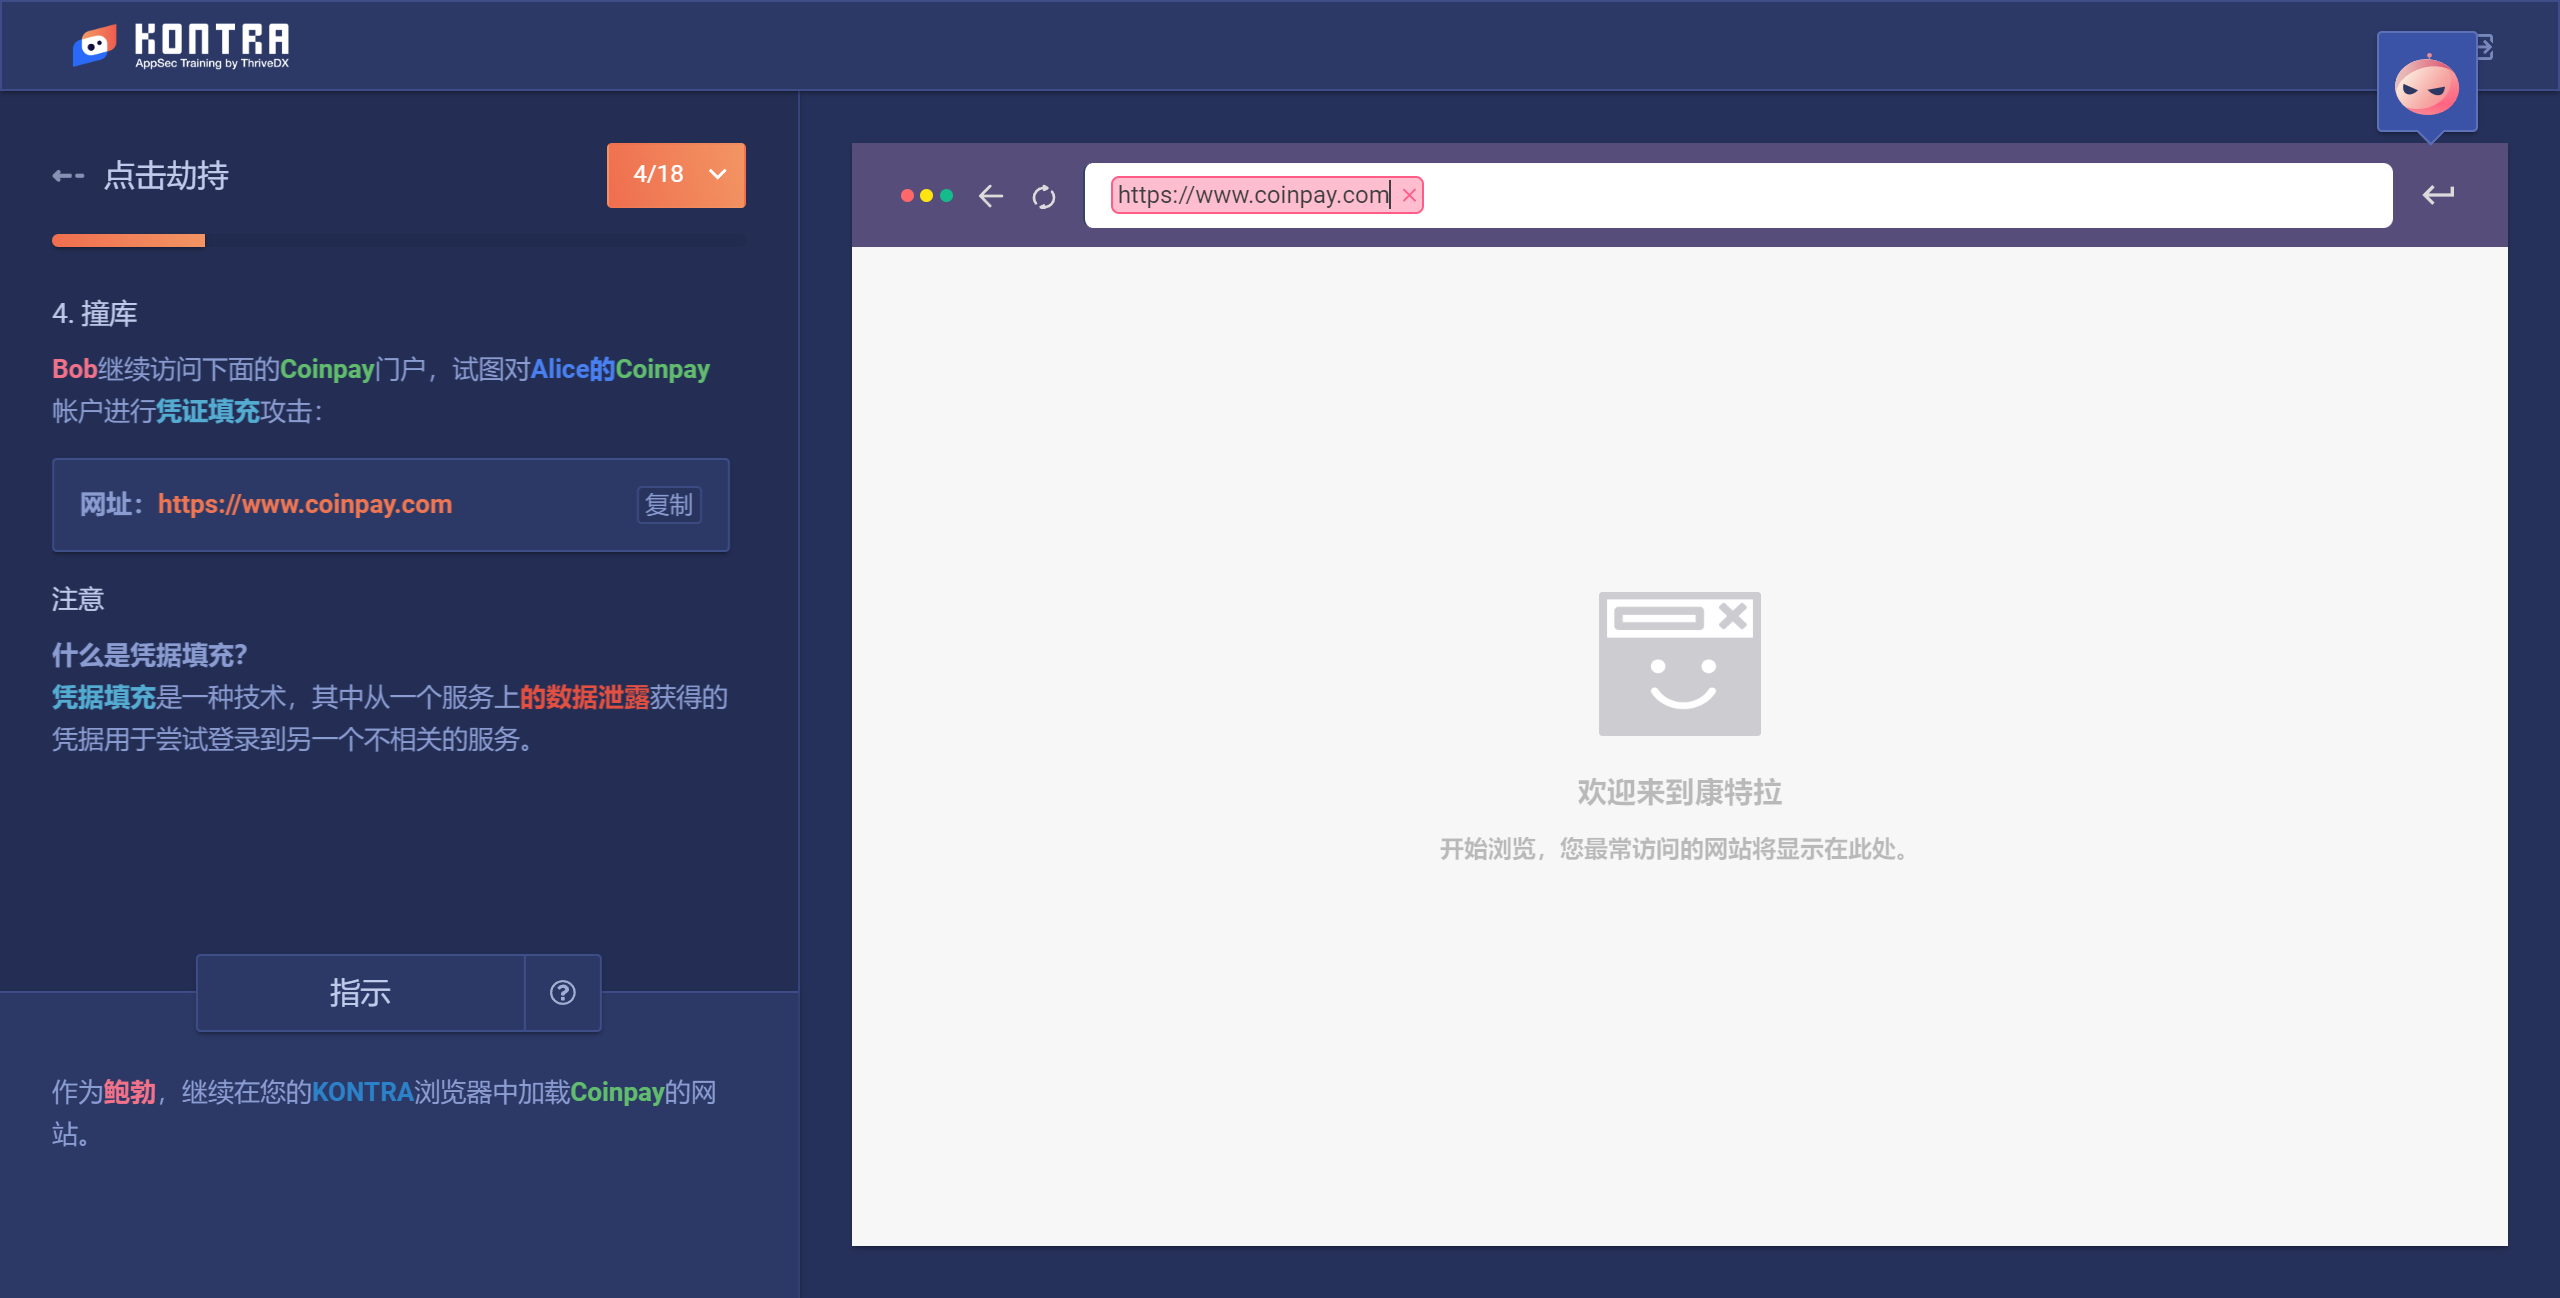 KONTRA
AppSec Training by ThriveDX
点击劫持
4/18
4. 撞库
Bob继续访问下面的Coinpay门户，试图对Alice的Coinpay
帐户进行凭证填充攻击：
网址：https://www.coinpay.com
复制
注意
什么是凭据填充？
凭据填充是一种技术，其中从一个服务上的数据泄露获得的
凭据用于尝试登录到另一个不相关的服务。
指示
作为鲍勃，继续在您的KONTRA浏览器中加载Coinpay的网
站。
https://www.coinpay.com
欢迎来到康特拉
开始浏览，您最常访问的网站将显示在此处。